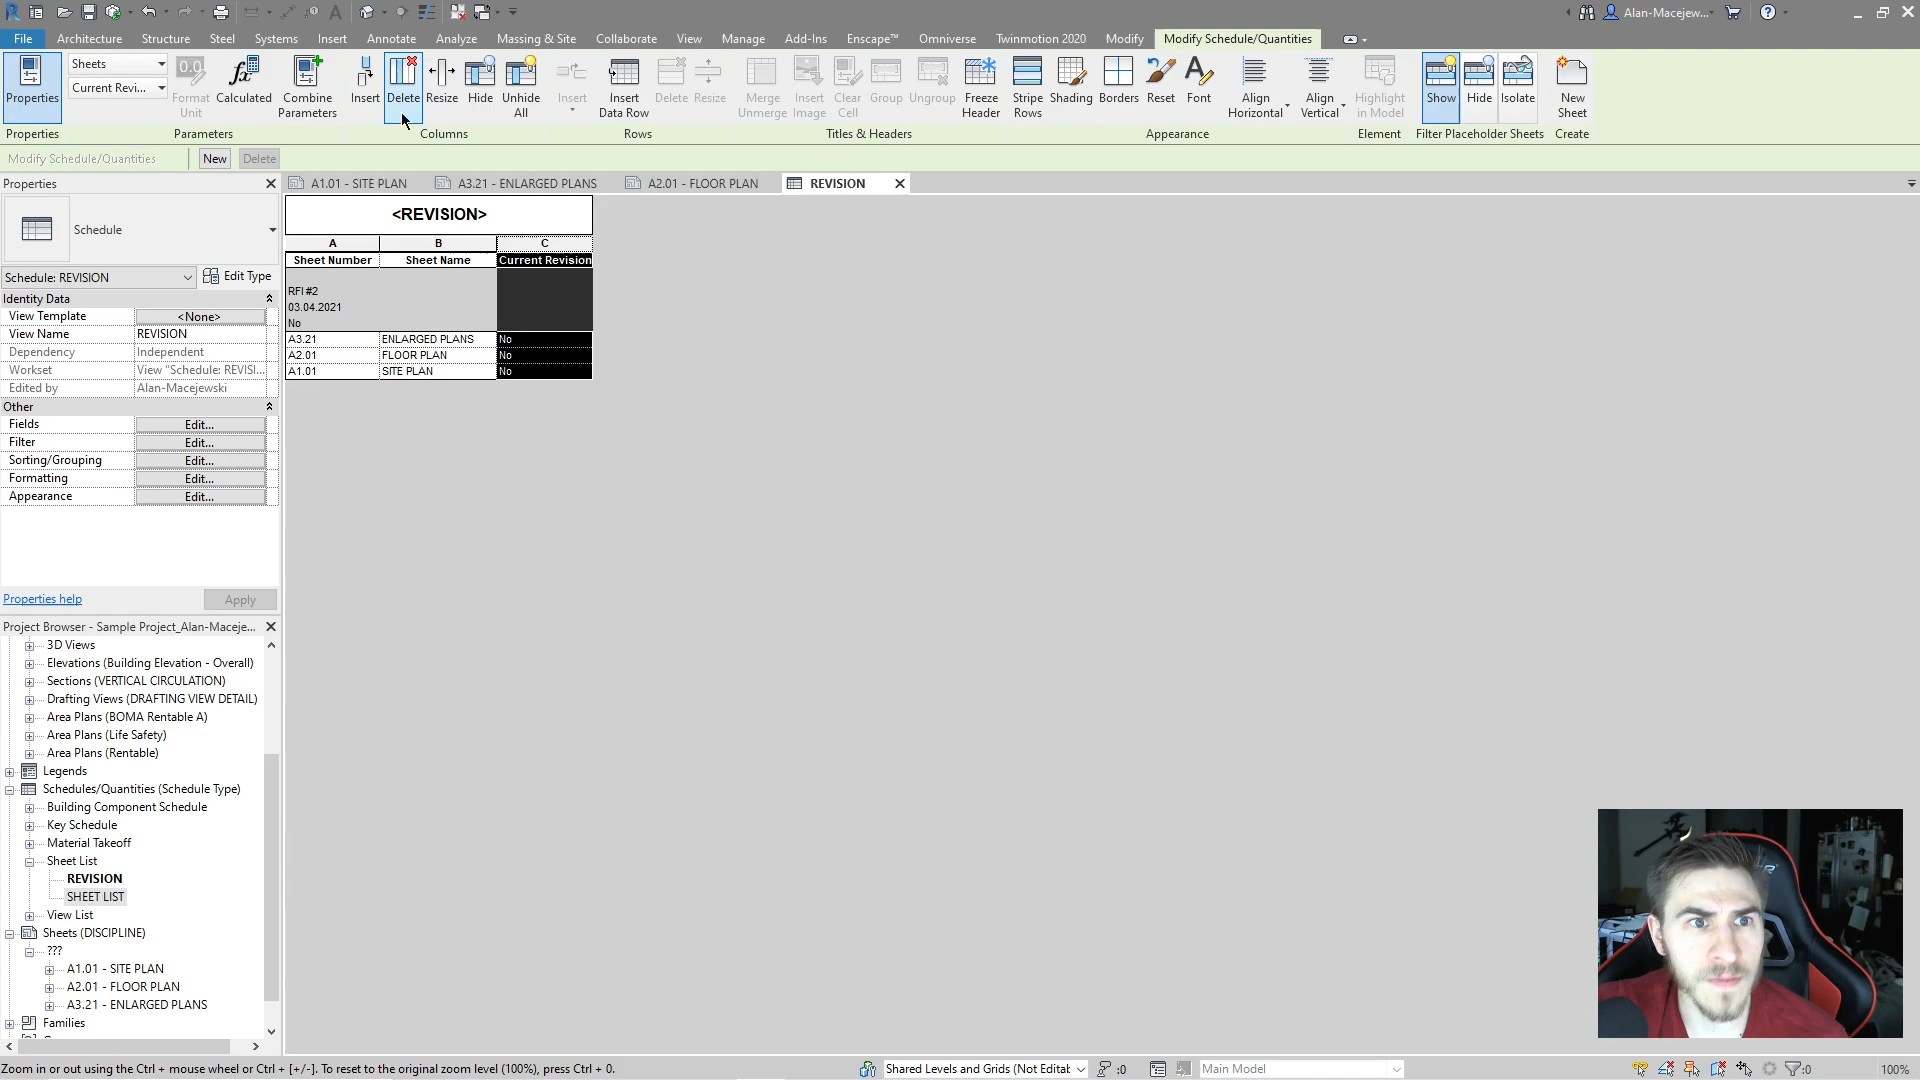 Alan-Macejew...
File Architecture Structure Steel Systems Insert Annotate Analyze Massing & Site Collaborate View Manage Add-Ins Enscape™ Omniverse Twinmotion 2020 Modify Modify Schedule/Quantities
Properties
Sheets
Current Revi...
Format
Unit
Calculated
Combine
Parameters
Insert
Delete
Resize
Hide
Unhide
All
Insert
Insert
Data Row
Delete
Resize
Merge
Unmerge
Insert
Image
Clear
Cell
Group
Ungroup
Freeze
Header
Stripe
Rows
Shading
Borders
Reset
Font
Align
Horizontal
Align
Vertical
Highlight
in Model
Show
Hide
Isolate
New
Sheet
Properties Parameters Columns Rows Titles & Headers Appearance Element Filter Placeholder Sheets Create
Modify Schedule/Quantities New Delete
Properties
A1.01 - SITE PLAN A3.21 - ENLARGED PLANS A2.01 - FLOOR PLAN REVISION
Schedule
Schedule: REVISION Edit Type
Identity Data
View Template <None>
View Name REVISION
Dependency Independent
Workset View "Schedule: REVISI...
Edited by Alan-Macejewski
Other
Fields Edit...
Filter Edit...
Sorting/Grouping Edit...
Formatting Edit...
Appearance Edit...
Properties help Apply
<REVISION>
A B C
Sheet Number Sheet Name Current Revision
RFI #2
03.04.2021
No
A3.21 ENLARGED PLANS No
A2.01 FLOOR PLAN No
A1.01 SITE PLAN No
Project Browser - Sample Project_Alan-Maceje...
3D Views
Elevations (Building Elevation - Overall)
Sections (VERTICAL CIRCULATION)
Drafting Views (DRAFTING VIEW DETAIL)
Area Plans (BOMA Rentable A)
Area Plans (Life Safety)
Area Plans (Rentable)
Legends
Schedules/Quantities (Schedule Type)
Building Component Schedule
Key Schedule
Material Takeoff
Sheet List
REVISION
SHEET LIST
View List
Sheets (DISCIPLINE)
???
A1.01 - SITE PLAN
A2.01 - FLOOR PLAN
A3.21 - ENLARGED PLANS
Families
Zoom in or out using the Ctrl + mouse wheel or Ctrl + [+/-]. To reset to the original zoom level (100%), press Ctrl + 0.
Shared Levels and Grids (Not Editab :0 Main Model :0 100%